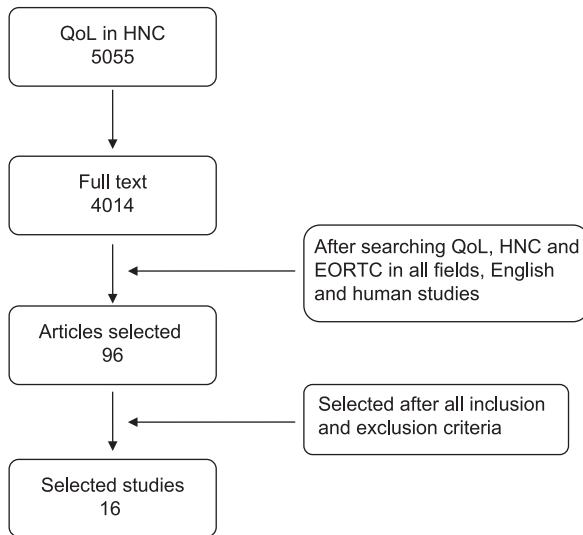 QoL in HNC
5055
Full text
4014
After searching QoL, HNC and
EORTC in all fields, English
and human studies
Articles selected
96
Selected after all inclusion
and exclusion criteria
Selected studies
16